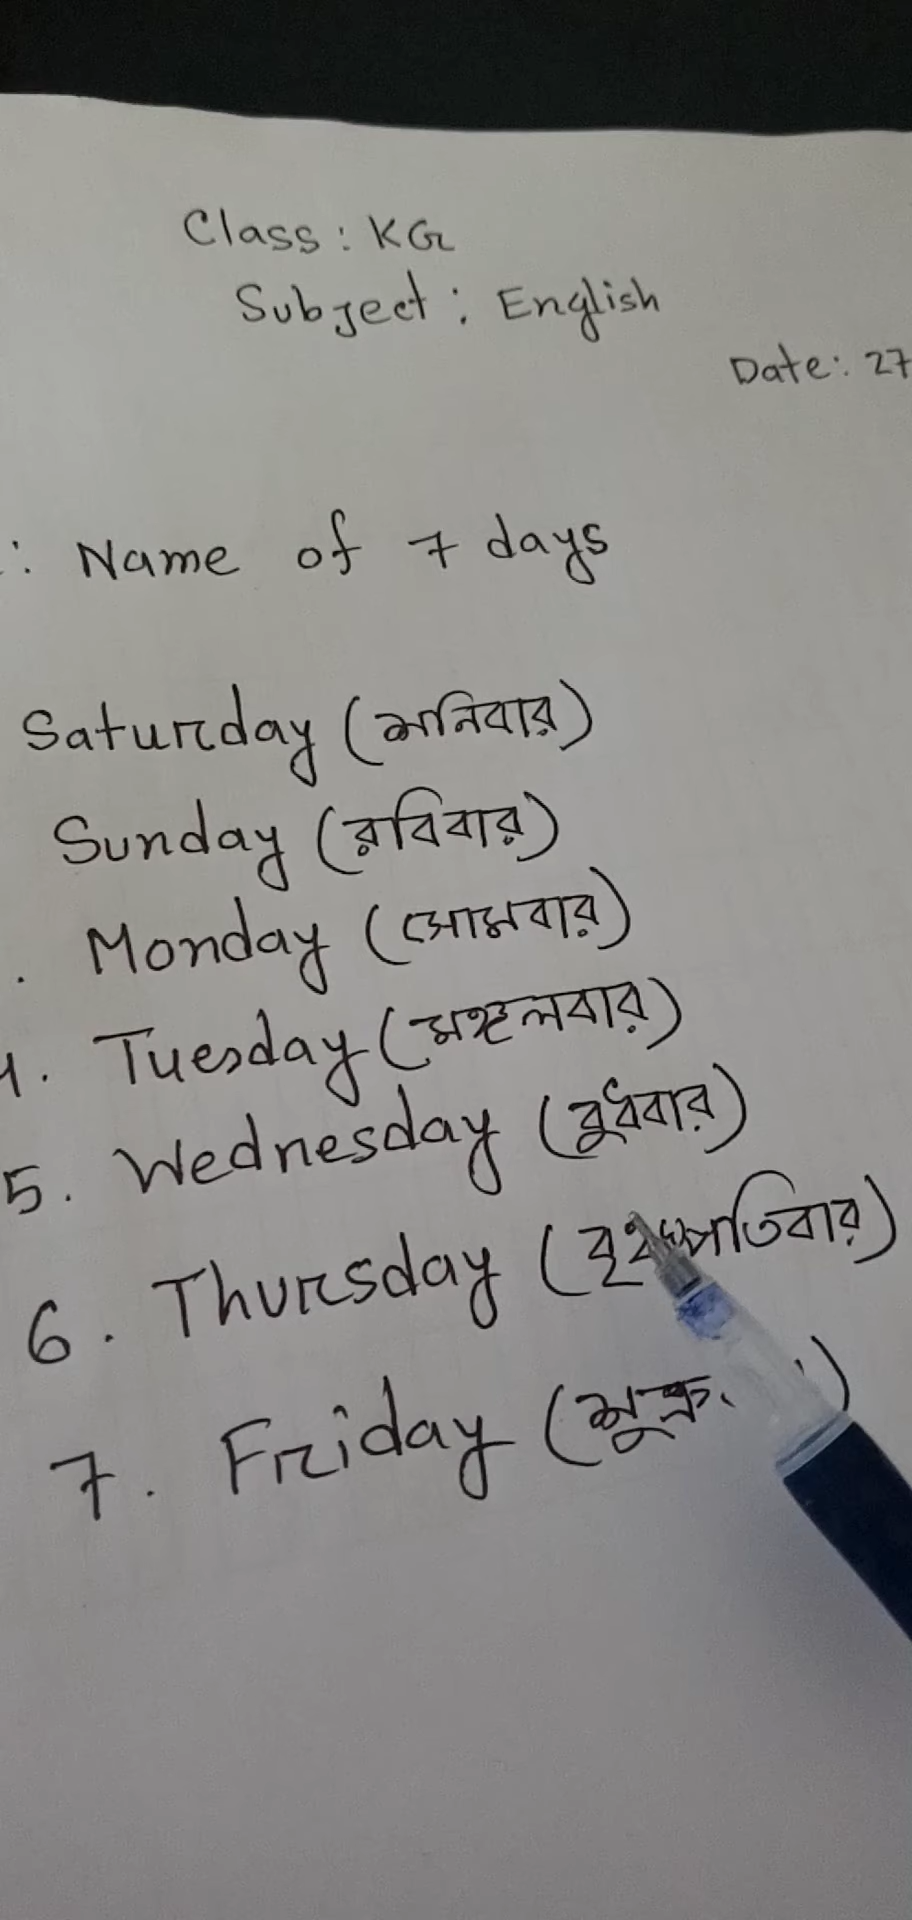 Class: KG
Subject: English
Date: 27
: Name of 7 days
Saturday (শনিবার)
Sunday (রবিবার)
. Monday (সোমবার)
4. Tuesday (মঙ্গলবার)
5. Wednesday (বুধবার)
6. Thursday (বৃহস্পতিবার)
7. Friday (শুক্র )